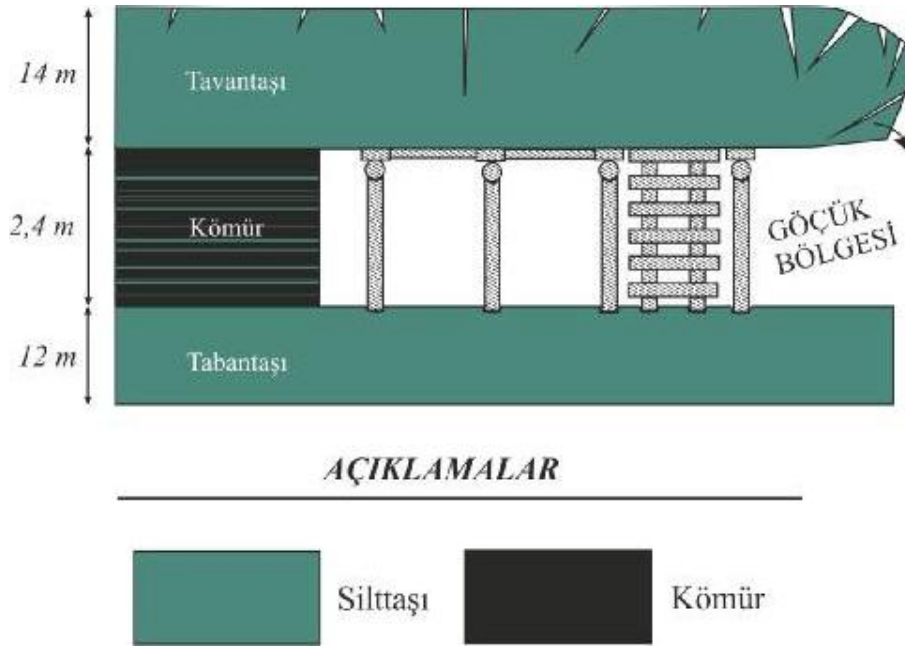 14 m
Tavantaşı
2,4 m
Kömür
GÖÇÜK
BÖLGESİ
12 m
Tabantaşı
AÇIKLAMALAR
Silttaşı
Kömür